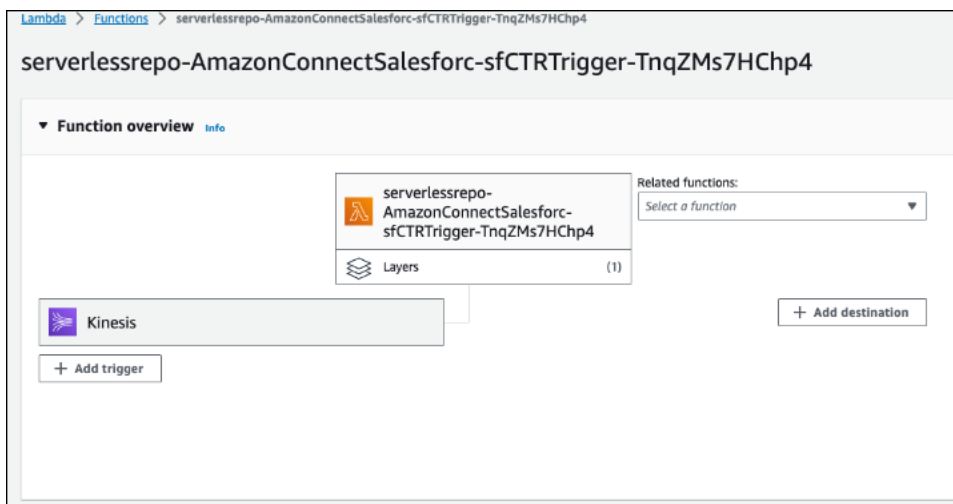 Lambda > Functions > serverlessrepo-AmazonConnectSalesforc-sfCTRTrigger-TnqZMs7HChp4
serverlessrepo-AmazonConnectSalesforc-sfCTRTrigger-TnqZMs7HChp4
Function overview Info
serverlessrepo-
AmazonConnectSalesforc-
sfCTRTrigger-TnqZMs7HChp4
Layers (1)
Related functions:
Select a function
Kinesis
+ Add destination
+ Add trigger